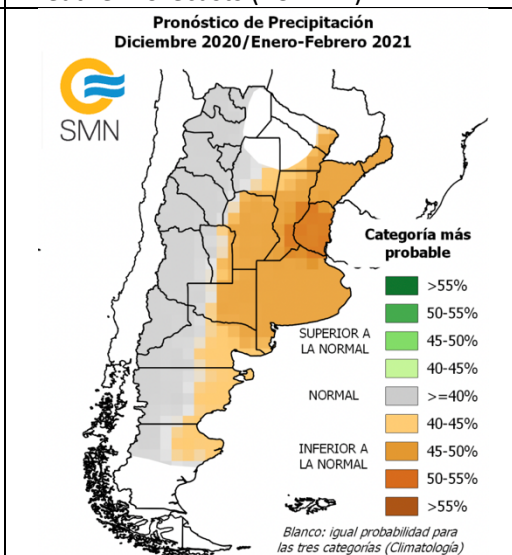 Pronóstico de Precipitación
Diciembre 2020/Enero-Febrero 2021
SMN
Categoría más
probable
>55%
50-55%
SUPERIOR A
LA NORMAL
45-50%
40-45%
NORMAL
>=40%
40-45%
INFERIOR A
LA NORMAL
45-50%
50-55%
>55%
Blanco: igual probabilidad para
las tres categorías (Climatología)